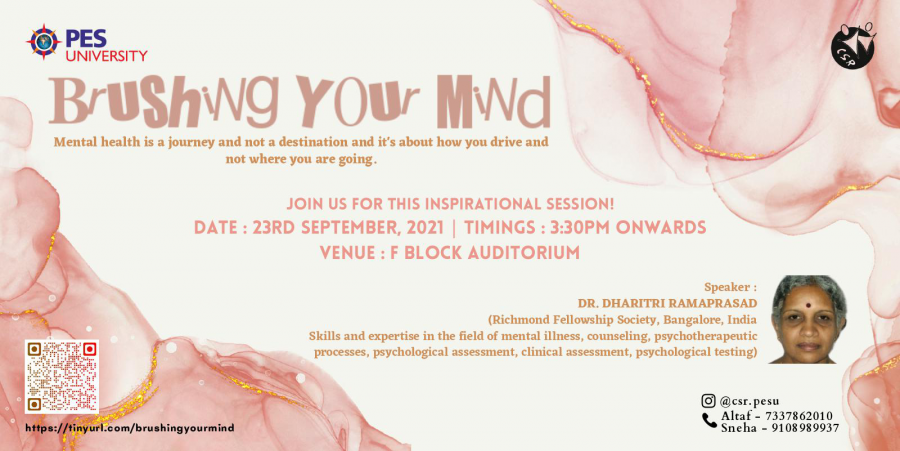 PES
UNIVERSITY
CSR
BruShiNg YOur MiNd
Mental health is a journey and not a destination and it's about how you drive and
not where you are going.
JOIN US FOR THIS INSPIRATIONAL SESSION!
DATE : 23RD SEPTEMBER, 2021 | TIMINGS : 3:30PM ONWARDS
VENUE : F BLOCK AUDITORIUM
Speaker :
DR. DHARITRI RAMAPRASAD
(Richmond Fellowship Society, Bangalore, India
Skills and expertise in the field of mental illness, counseling, psychotherapeutic
processes, psychological assessment, clinical assessment, psychological testing)
https://tinyurl.com/brushingyourmind
@csr.pesu
Altaf - 7337862010
Sneha - 9108989937